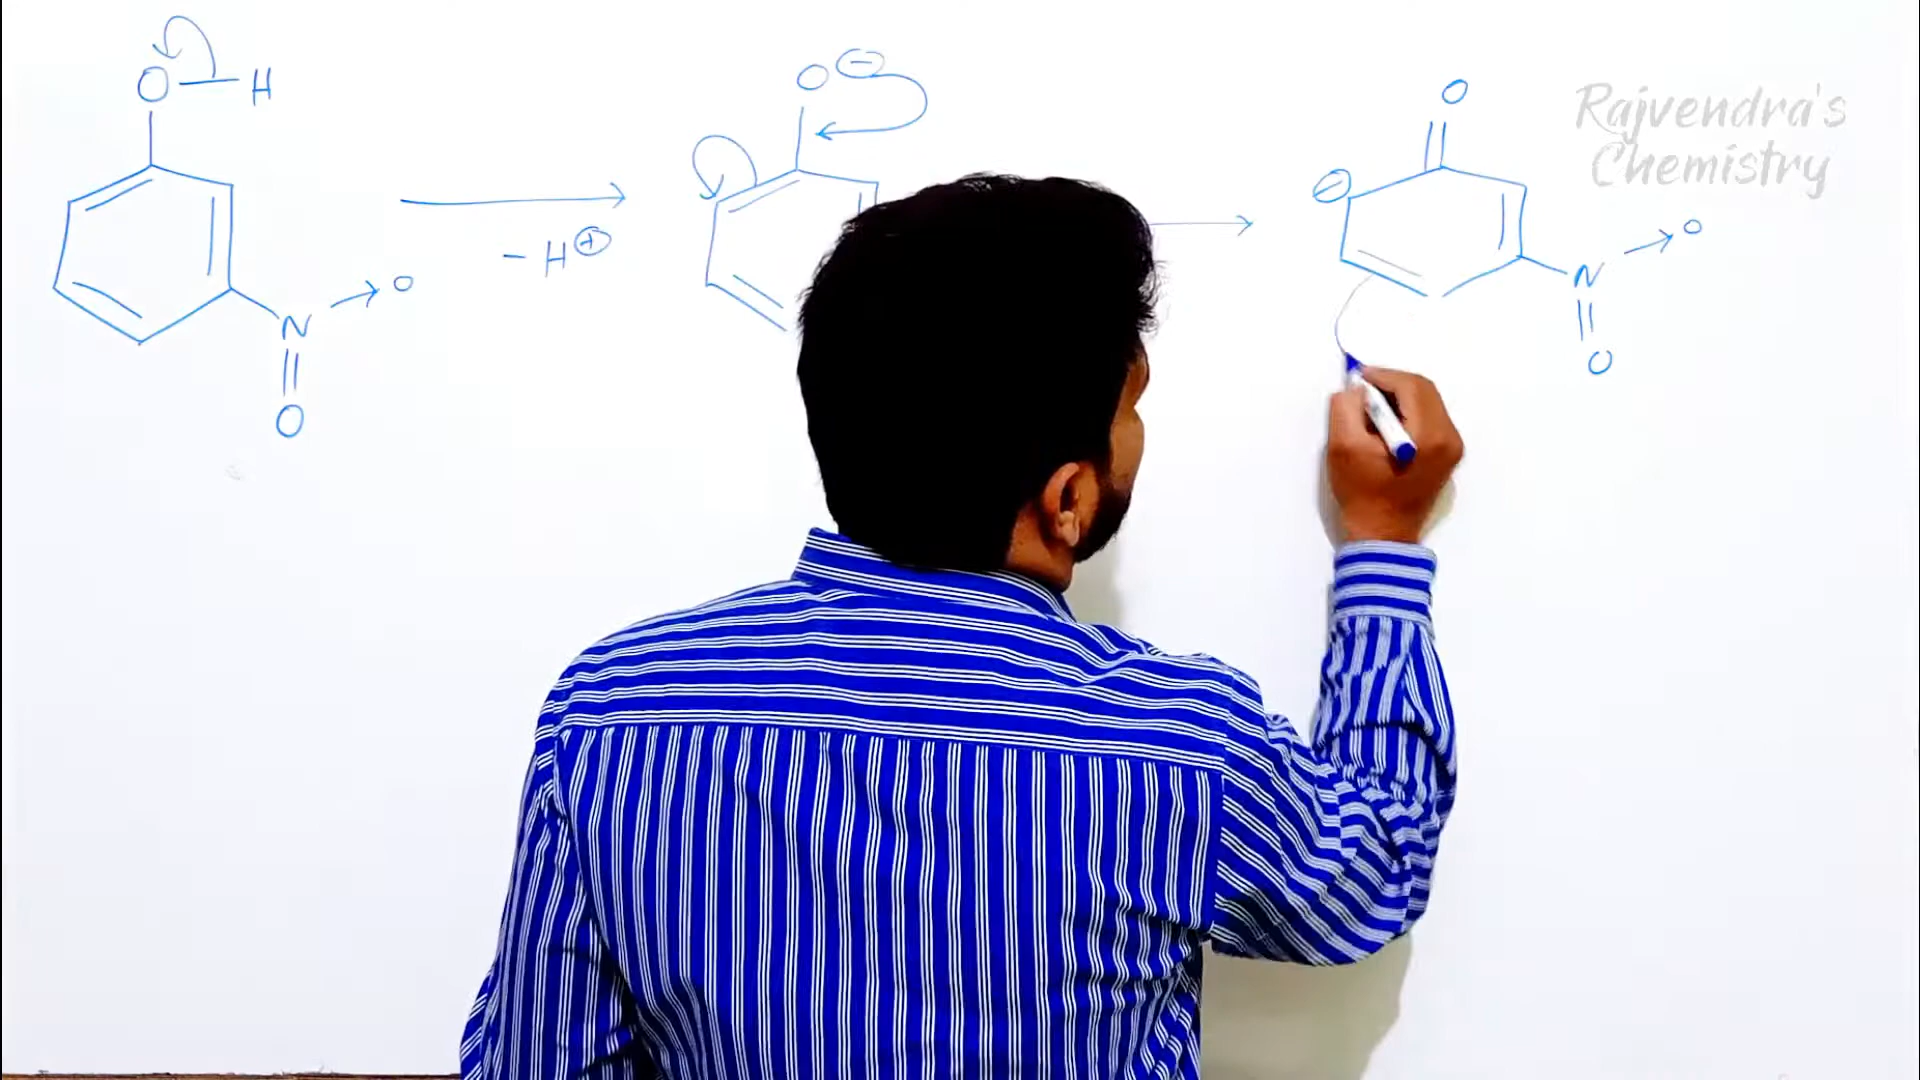 O — H
N → O
O
- H ⊕
O ⊖
O
⊖
N → O
O
Rajvendra's
Chemistry